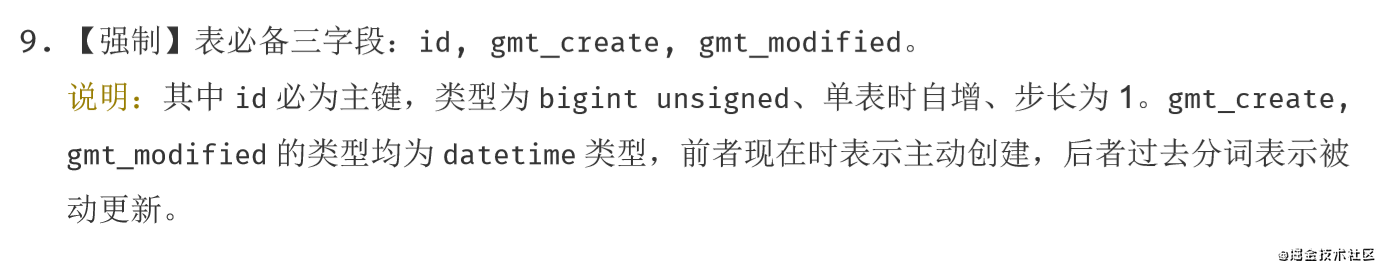 9. 【强制】表必备三字段：id, gmt_create, gmt_modified。
说明：其中 id 必为主键，类型为 bigint unsigned、单表时自增、步长为 1。gmt_create,
gmt_modified 的类型均为 datetime 类型，前者现在时表示主动创建，后者过去分词表示被
动更新。
@掘金技术社区